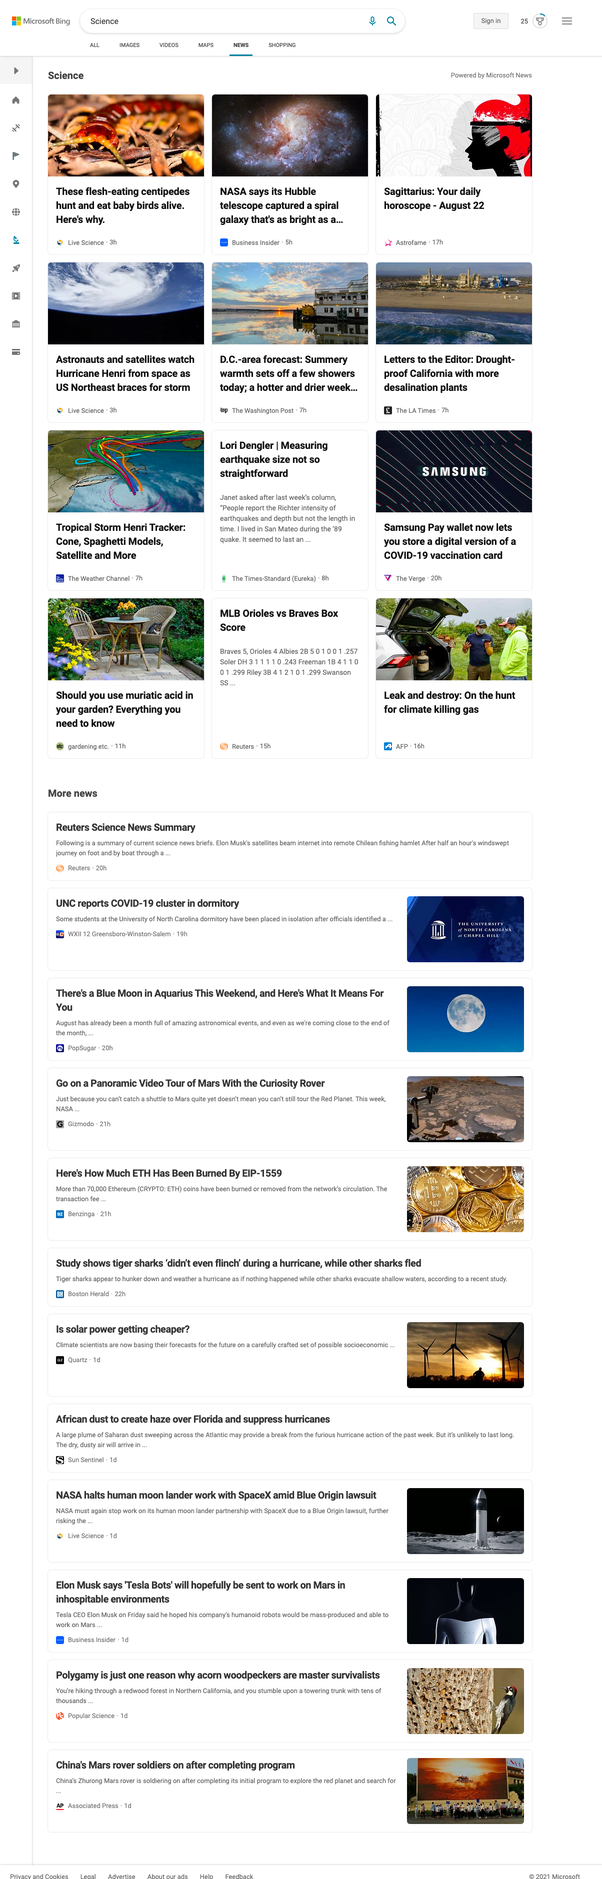 Microsoft Bing
Science
Sign in
25
ALL IMAGES VIDEOS MAPS NEWS SHOPPING
Science
Powered by Microsoft News
These flesh-eating centipedes
hunt and eat baby birds alive.
Here's why.
Live Science · 3h
NASA says its Hubble
telescope captured a spiral
galaxy that's as bright as a...
Business Insider · 5h
Sagittarius: Your daily
horoscope - August 22
Astrofame · 17h
Astronauts and satellites watch
Hurricane Henri from space as
US Northeast braces for storm
Live Science · 3h
D.C.-area forecast: Summery
warmth sets off a few showers
today; a hotter and drier week...
The Washington Post · 7h
Letters to the Editor: Drought-
proof California with more
desalination plants
The LA Times · 7h
Tropical Storm Henri Tracker:
Cone, Spaghetti Models,
Satellite and More
The Weather Channel · 7h
Lori Dengler | Measuring
earthquake size not so
straightforward
Janet asked after last week's column,
"People report the Richter intensity of
earthquakes and depth but not the length in
time. I lived in San Mateo during the '89
quake. It seemed to last an ...
The Times-Standard (Eureka) · 8h
SAMSUNG
Samsung Pay wallet now lets
you store a digital version of a
COVID-19 vaccination card
The Verge · 20h
Should you use muriatic acid in
your garden? Everything you
need to know
gardening etc. · 11h
MLB Orioles vs Braves Box
Score
Braves 5, Orioles 4 Albies 2B 5 0 1 0 0 1 .257
Soler DH 3 1 1 1 1 0 .243 Freeman 1B 4 1 1 0
0 1 .299 Riley 3B 4 1 2 1 0 1 .299 Swanson
SS ...
Reuters · 15h
Leak and destroy: On the hunt
for climate killing gas
AFP · 16h
More news
Reuters Science News Summary
Following is a summary of current science news briefs. Elon Musk's satellites beam internet into remote Chilean fishing hamlet After half an hour's windswept
journey on foot and by boat through a ...
Reuters · 20h
UNC reports COVID-19 cluster in dormitory
Some students at the University of North Carolina dormitory have been placed in isolation after officials identified a ...
WXII 12 Greensboro-Winston-Salem · 19h
THE UNIVERSITY
of NORTH CAROLINA
at CHAPEL HILL
There's a Blue Moon in Aquarius This Weekend, and Here's What It Means For
You
August has already been a month full of amazing astronomical events, and even as we're coming close to the end of
the month, ...
PopSugar · 20h
Go on a Panoramic Video Tour of Mars With the Curiosity Rover
Just because you can't catch a shuttle to Mars quite yet doesn't mean you can't still tour the Red Planet. This week,
NASA ...
Gizmodo · 21h
Here's How Much ETH Has Been Burned By EIP-1559
More than 70,000 Ethereum (CRYPTO: ETH) coins have been burned or removed from the network's circulation. The
transaction fee ...
Benzinga · 21h
Study shows tiger sharks 'didn't even flinch' during a hurricane, while other sharks fled
Tiger sharks appear to hunker down and weather a hurricane as if nothing happened while other sharks evacuate shallow waters, according to a recent study.
Boston Herald · 22h
Is solar power getting cheaper?
Climate scientists are now basing their forecasts for the future on a carefully crafted set of possible socioeconomic ...
Quartz · 1d
African dust to create haze over Florida and suppress hurricanes
A large plume of Saharan dust sweeping across the Atlantic may provide a break from the furious hurricane action of the past week. But it's unlikely to last long.
The dry, dusty air will arrive in ...
Sun Sentinel · 1d
NASA halts human moon lander work with SpaceX amid Blue Origin lawsuit
NASA must again stop work on its human moon lander partnership with SpaceX due to a Blue Origin lawsuit, further
risking the ...
Live Science · 1d
Elon Musk says 'Tesla Bots' will hopefully be sent to work on Mars in
inhospitable environments
Tesla CEO Elon Musk on Friday said he hoped his company's humanoid robots would be mass-produced and able to
work on Mars ...
Business Insider · 1d
Polygamy is just one reason why acorn woodpeckers are master survivalists
You're hiking through a redwood forest in Northern California, and you stumble upon a towering trunk with tens of
thousands ...
Popular Science · 1d
China's Mars rover soldiers on after completing program
China's Zhurong Mars rover is soldiering on after completing its initial program to explore the red planet and search for
...
AP Associated Press · 1d
Privacy and Cookies Legal Advertise About our ads Help Feedback
© 2021 Microsoft